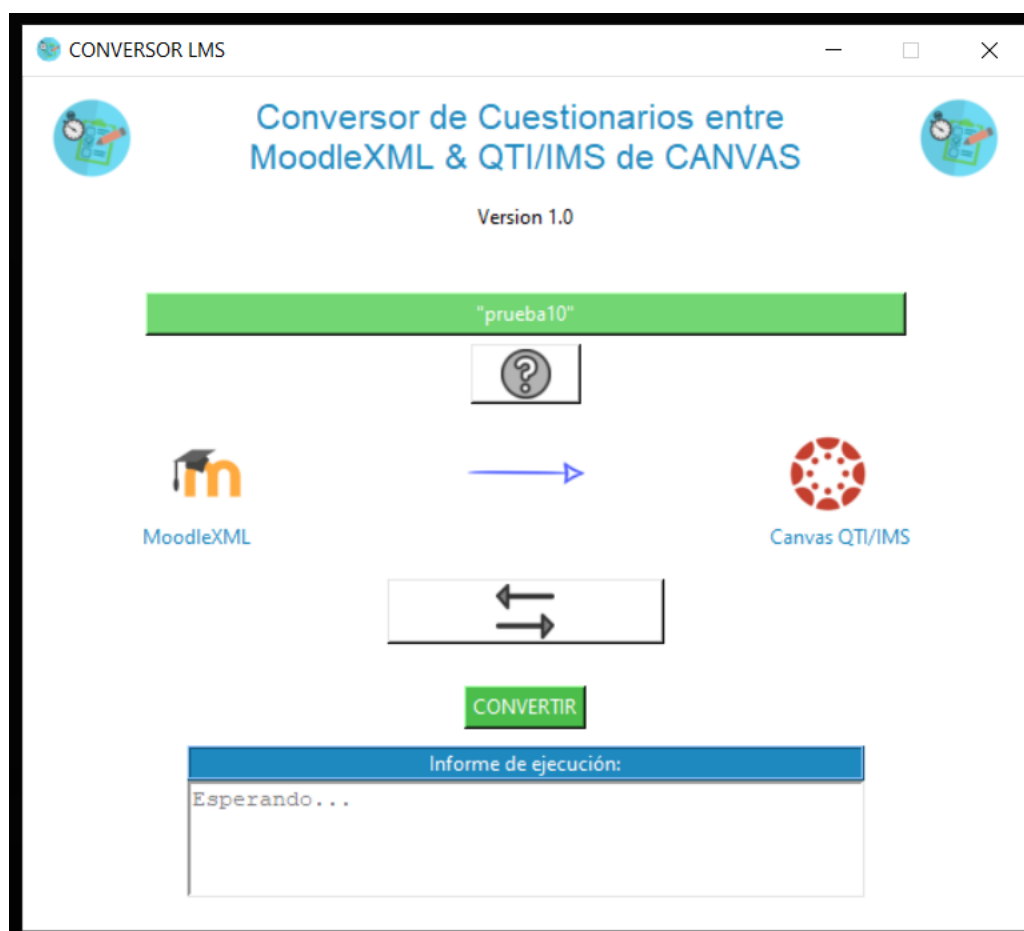 CONVERSOR LMS
Conversor de Cuestionarios entre
MoodleXML & QTI/IMS de CANVAS
Version 1.0
"prueba10"
MoodleXML
Canvas QTI/IMS
CONVERTIR
Informe de ejecución:
Esperando...